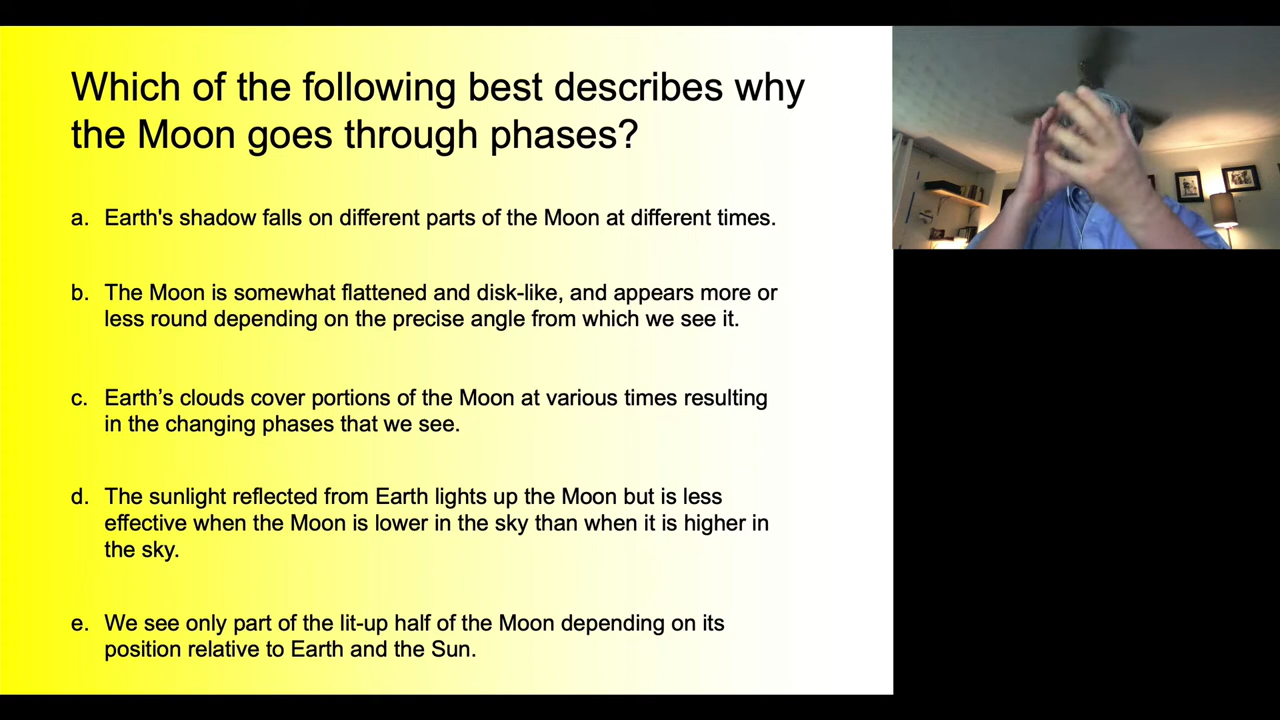 Which of the following best describes why
the Moon goes through phases?
a. Earth's shadow falls on different parts of the Moon at different times.
b. The Moon is somewhat flattened and disk-like, and appears more or
less round depending on the precise angle from which we see it.
c. Earth’s clouds cover portions of the Moon at various times resulting
in the changing phases that we see.
d. The sunlight reflected from Earth lights up the Moon but is less
effective when the Moon is lower in the sky than when it is higher in
the sky.
e. We see only part of the lit-up half of the Moon depending on its
position relative to Earth and the Sun.